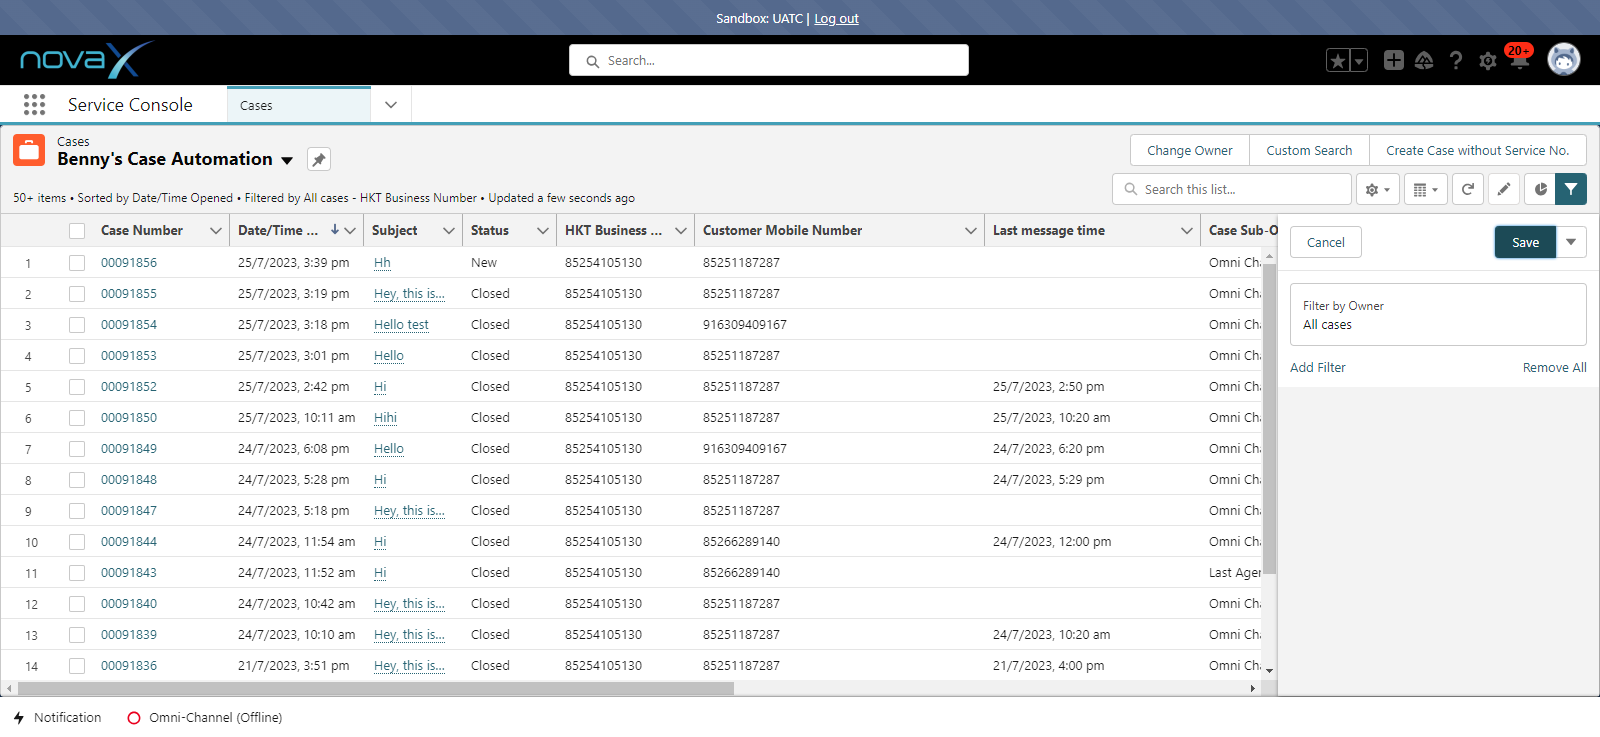 Sandbox: UATC | Log out
novax
Search...
20+
Service Console
Cases
Cases
Benny's Case Automation
Change Owner
Custom Search
Create Case without Service No.
50+ items • Sorted by Date/Time Opened • Filtered by All cases - HKT Business Number • Updated a few seconds ago
Search this list...
Case Number Date/Time ... Subject Status HKT Business ... Customer Mobile Number Last message time Case Sub-O
1 00091856 25/7/2023, 3:39 pm Hh New 85254105130 85251187287 Omni Cha
2 00091855 25/7/2023, 3:19 pm Hey, this is... Closed 85254105130 85251187287 Omni Cha
3 00091854 25/7/2023, 3:18 pm Hello test Closed 85254105130 916309409167 Omni Cha
4 00091853 25/7/2023, 3:01 pm Hello Closed 85254105130 85251187287 Omni Cha
5 00091852 25/7/2023, 2:42 pm Hi Closed 85254105130 85251187287 25/7/2023, 2:50 pm Omni Cha
6 00091850 25/7/2023, 10:11 am Hihi Closed 85254105130 85251187287 25/7/2023, 10:20 am Omni Cha
7 00091849 24/7/2023, 6:08 pm Hello Closed 85254105130 916309409167 24/7/2023, 6:20 pm Omni Cha
8 00091848 24/7/2023, 5:28 pm Hi Closed 85254105130 85251187287 24/7/2023, 5:29 pm Omni Cha
9 00091847 24/7/2023, 5:18 pm Hey, this is... Closed 85254105130 85251187287 Omni Cha
10 00091844 24/7/2023, 11:54 am Hi Closed 85254105130 85266289140 24/7/2023, 12:00 pm Omni Cha
11 00091843 24/7/2023, 11:52 am Hi Closed 85254105130 85266289140 Last Agen
12 00091840 24/7/2023, 10:42 am Hey, this is... Closed 85254105130 85251187287 Omni Cha
13 00091839 24/7/2023, 10:10 am Hey, this is... Closed 85254105130 85251187287 24/7/2023, 10:20 am Omni Cha
14 00091836 21/7/2023, 3:51 pm Hey, this is... Closed 85254105130 85251187287 21/7/2023, 4:00 pm Omni Cha
Cancel
Save
Filter by Owner
All cases
Add Filter
Remove All
Notification
Omni-Channel (Offline)